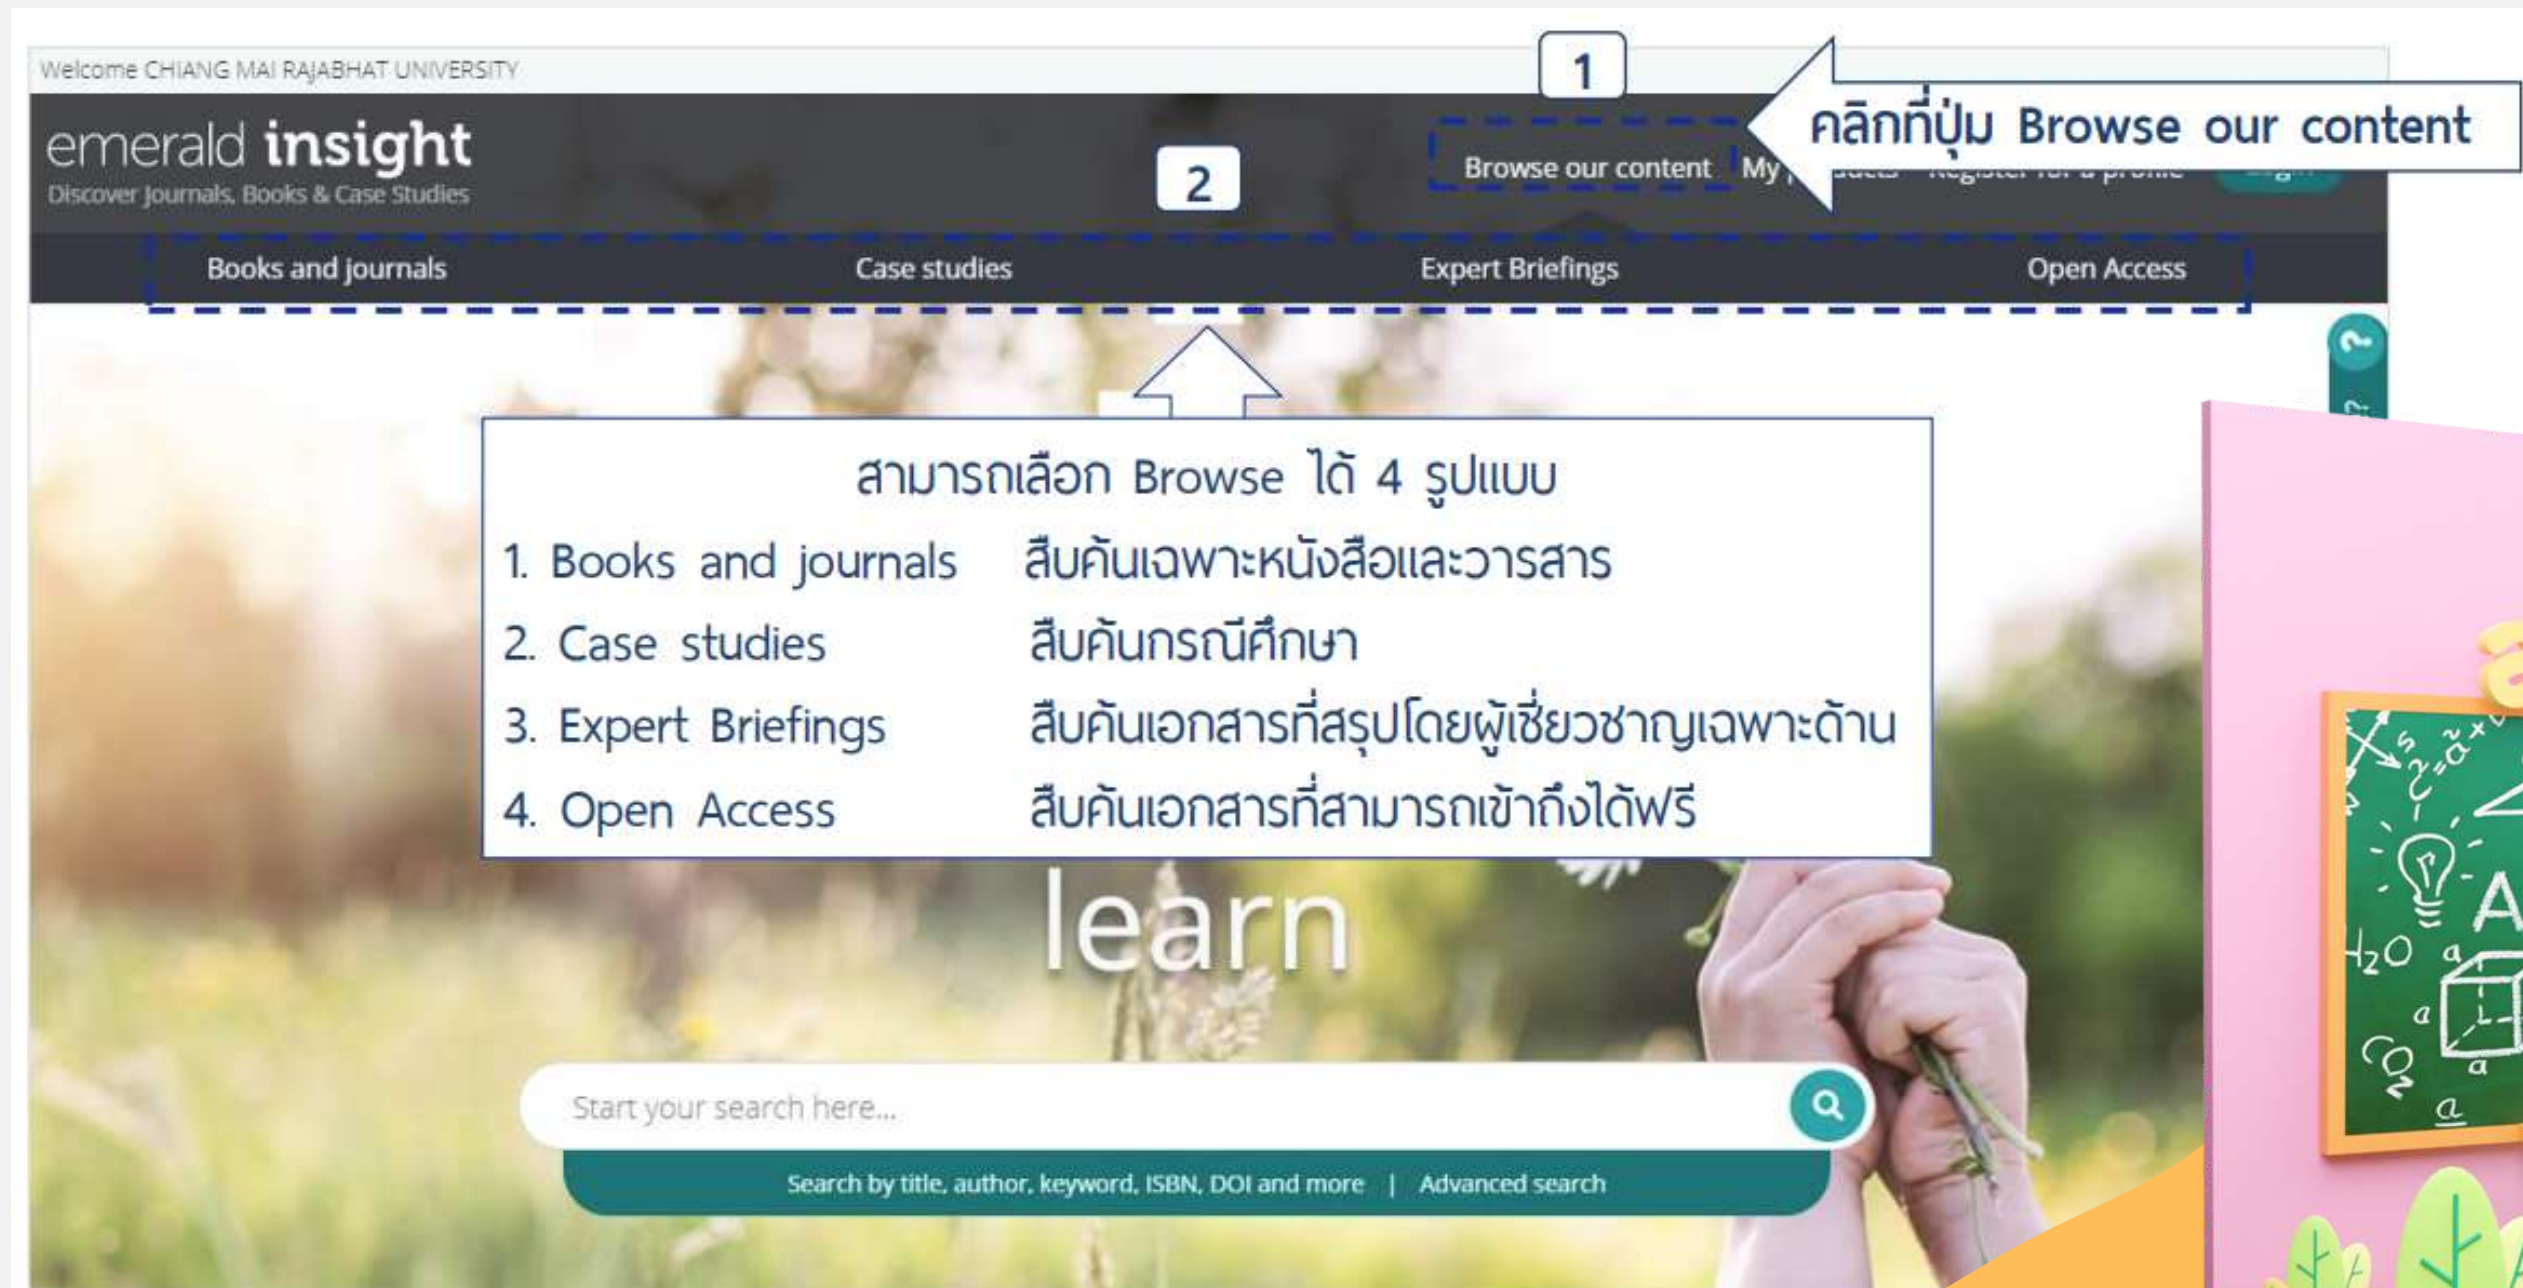 Welcome CHIANG MAI RAJABHAT UNIVERSITY
1
คลิกที่ปุ่ม Browse our content
emerald insight
Discover Journals, Books & Case Studies
2
Browse our content My
Books and journals Case studies Expert Briefings Open Access
?
สามารถเลือก Browse ได้ 4 รูปแบบ
1. Books and journals สืบค้นเฉพาะหนังสือและวารสาร
2. Case studies สืบค้นกรณีศึกษา
3. Expert Briefings สืบค้นเอกสารที่สรุปโดยผู้เชี่ยวชาญเฉพาะด้าน
4. Open Access สืบค้นเอกสารที่สามารถเข้าถึงได้ฟรี
learn
Start your search here...
Search by title, author, keyword, ISBN, DOI and more | Advanced search
H2O
CO2
a
a
a
a